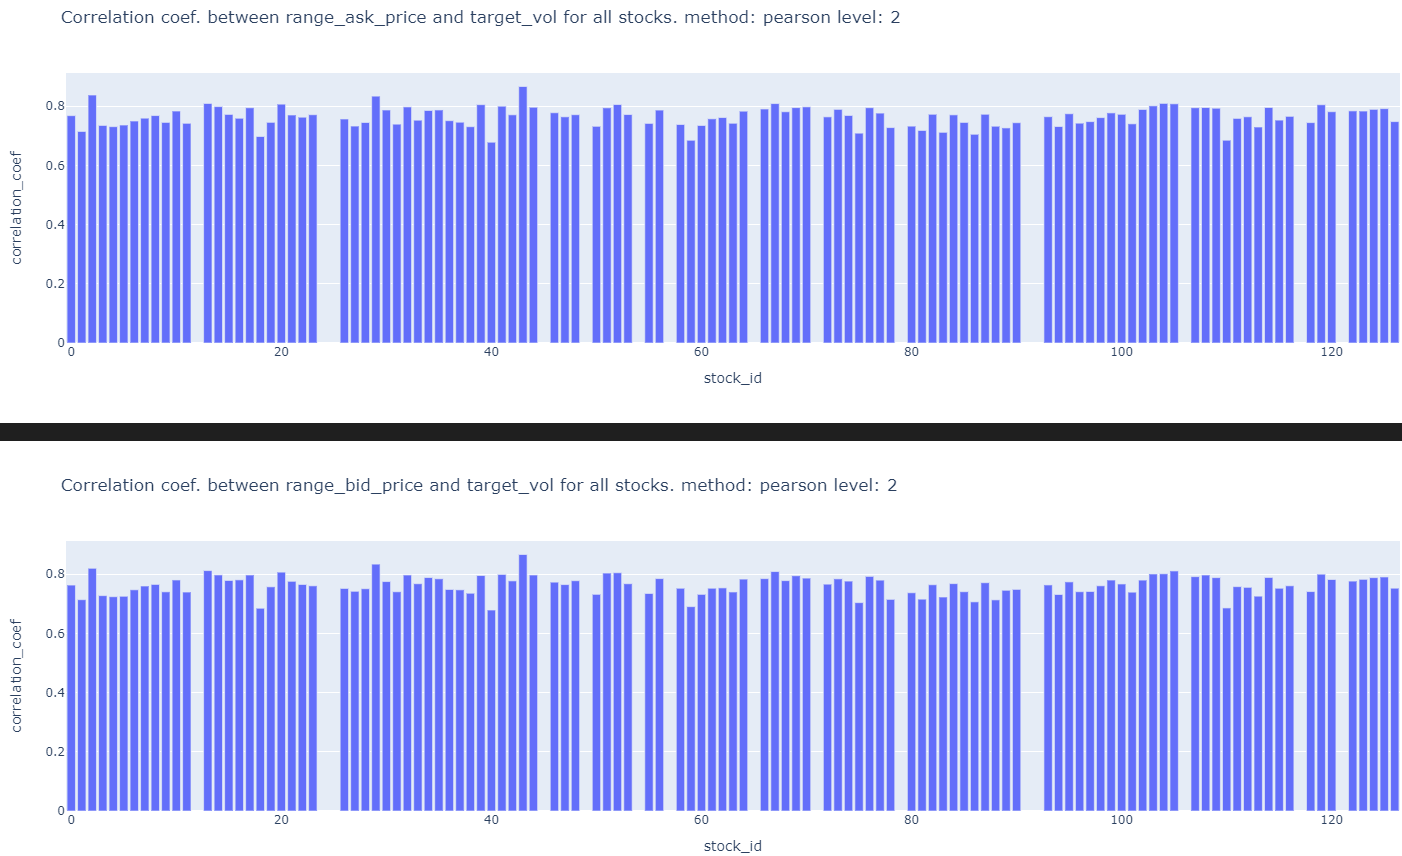 Correlation coef. between range_ask_price and target_vol for all stocks. method: pearson level: 2
0.8
0.6
0.4
0.2
0
correlation_coef
0 20 40 60 80 100 120
stock_id
Correlation coef. between range_bid_price and target_vol for all stocks. method: pearson level: 2
0.8
0.6
0.4
0.2
0
correlation_coef
0 20 40 60 80 100 120
stock_id